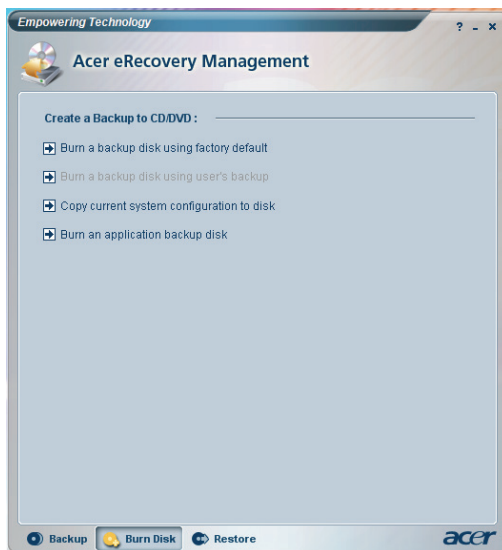 Empowering Technology
? - ×
Acer eRecovery Management
Create a Backup to CD/DVD :
Burn a backup disk using factory default
Burn a backup disk using user's backup
Copy current system configuration to disk
Burn an application backup disk
Backup Burn Disk Restore acer